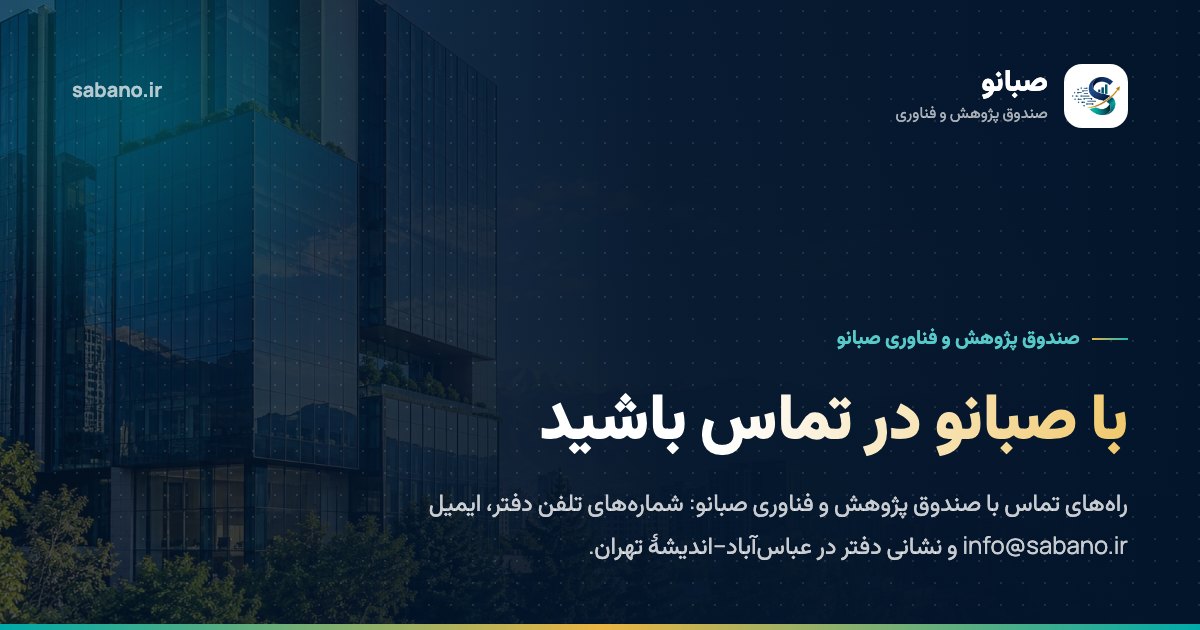 صبانو
صندوق پژوهش و فناوری
sabano.ir
صندوق پژوهش و فناوری صبانو
با صبانو در تماس باشید
راه‌های تماس با صندوق پژوهش و فناوری صبانو: شماره‌های تلفن دفتر، ایمیل
info@sabano.ir و نشانی دفتر در عباس‌آباد-اندیشهٔ تهران.